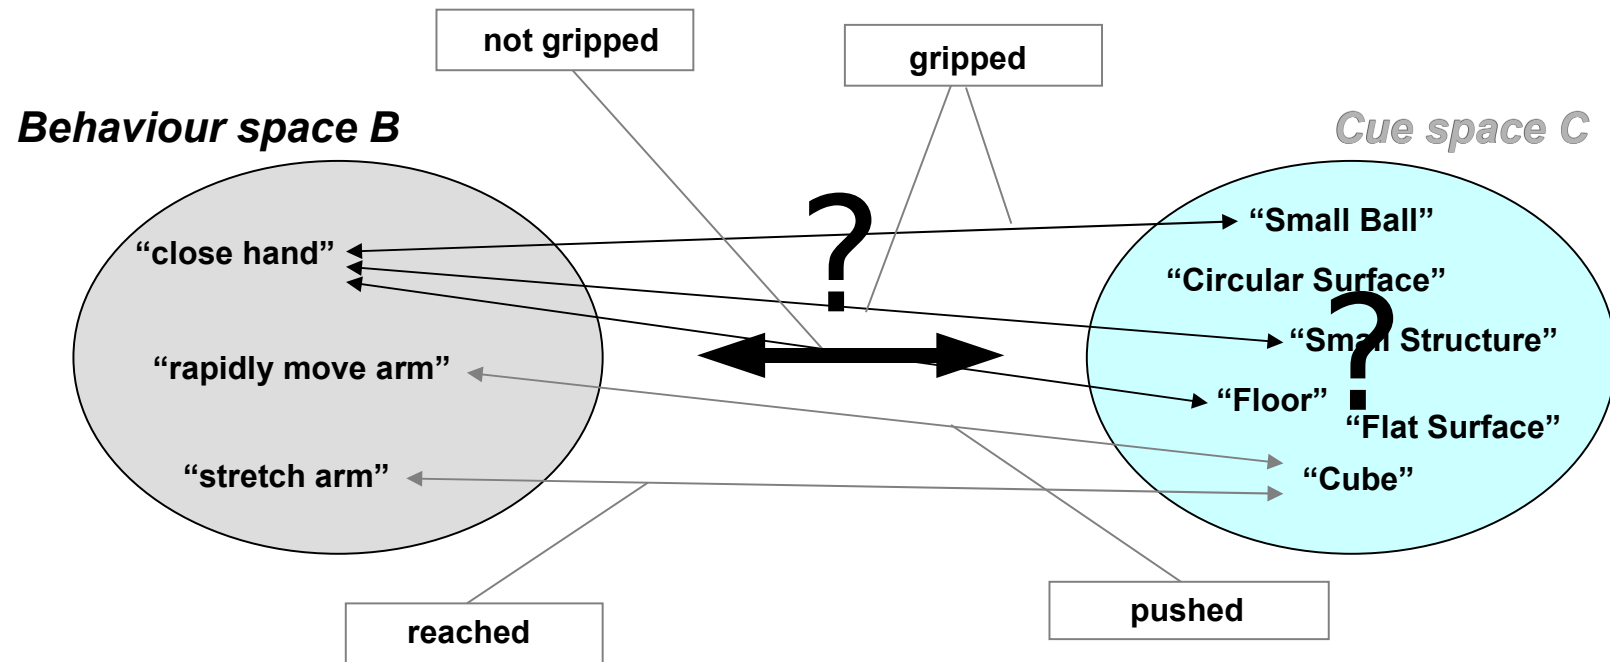 not gripped
gripped
Behaviour space B
Cue space C
?
“Small Ball”
“close hand”
“Circular Surface”
?
“Small Structure”
“rapidly move arm”
“Floor”
“Flat Surface”
“stretch arm”
“Cube”
pushed
reached